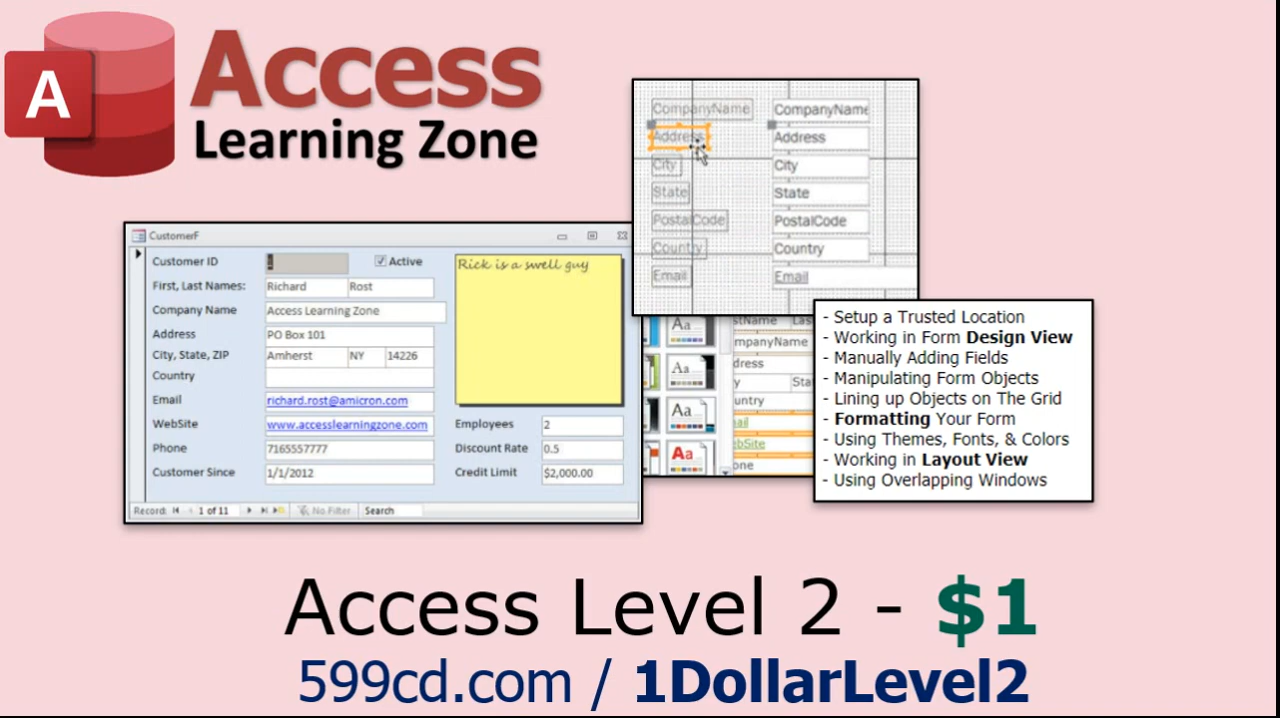 A
Access
Learning Zone
CompanyName CompanyName
Address Address
City City
State State
PostalCode PostalCode
Country Country
Email Email
CustomerF
Customer ID Active
First, Last Names: Richard Rost
Company Name Access Learning Zone
Address PO Box 101
City, State, ZIP Amherst NY 14226
Country
Email richard.rost@amicron.com
WebSite www.accesslearningzone.com
Phone 7165557777
Customer Since 1/1/2012
Rick is a swell guy
Employees 2
Discount Rate 0.5
Credit Limit $2,000.00
Record: 1 of 11 No Filter Search
Aa
Aa
Aa
Aa
- Setup a Trusted Location
- Working in Form Design View
- Manually Adding Fields
- Manipulating Form Objects
- Lining up Objects on The Grid
- Formatting Your Form
- Using Themes, Fonts, & Colors
- Working in Layout View
- Using Overlapping Windows
Access Level 2 - $1
599cd.com / 1DollarLevel2